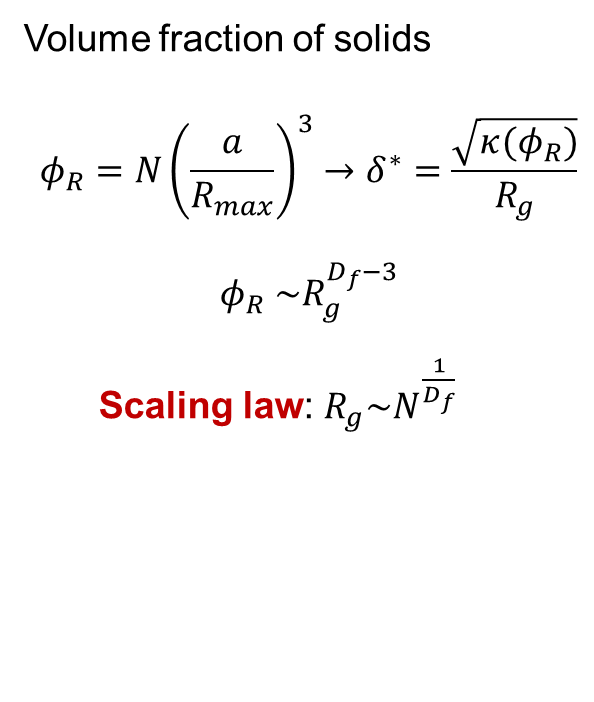 Volume fraction of solids
𝜙_R = N(a/R_max)^3 → δ* = √κ(𝜙_R)/R_g
𝜙_R ~R_g^{D_f−3}
Scaling law: R_g~N^{1/D_f}